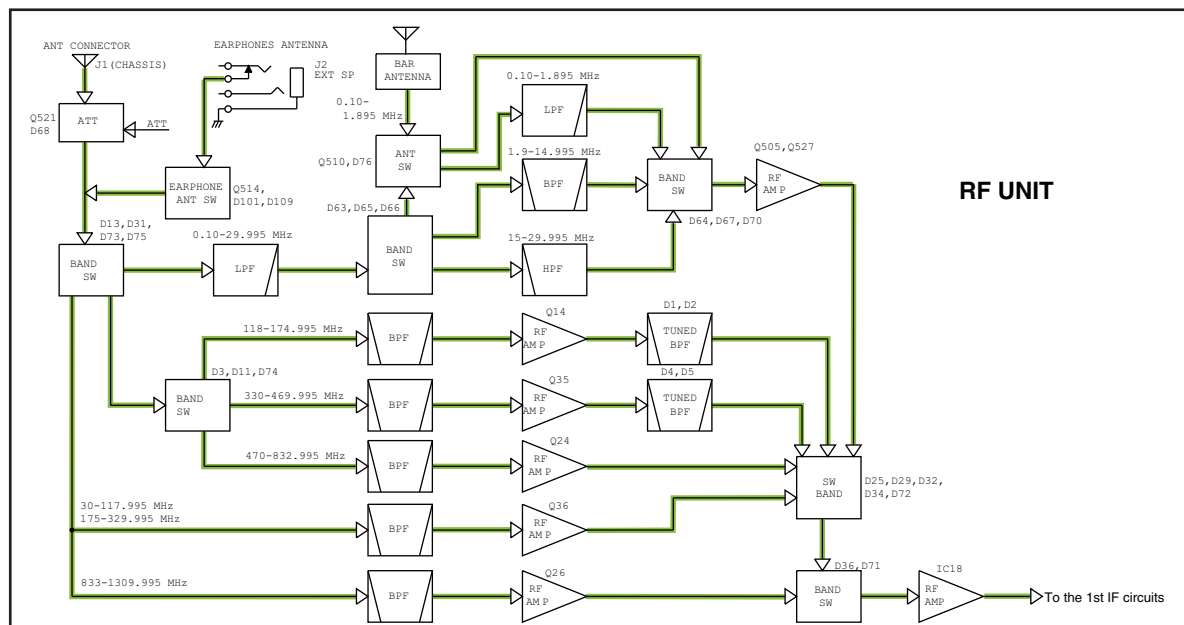 ANT CONNECTOR
J1(CHASSIS)
EARPHONES ANTENNA
J2
EXT SP
BAR
ANTENNA
0.10-
1.895 MHz
0.10-1.895 MHz
LPF
Q521
D68
ATT
ATT
Q510,D76
ANT
SW
1.9-14.995 MHz
BPF
BAND
SW
Q505,Q527
RF
AMP
RF UNIT
EARPHONE
ANT SW
Q514,
D101,D109
D63,D65,D66
D64,D67,D70
D13,D31,
D73,D75
BAND
SW
0.10-29.995 MHz
LPF
BAND
SW
15-29.995 MHz
HPF
118-174.995 MHz
BPF
Q14
RF
AMP
D1,D2
TUNED
BPF
D3,D11,D74
BAND
SW
330-469.995 MHz
BPF
Q35
RF
AMP
D4,D5
TUNED
BPF
470-832.995 MHz
BPF
Q24
RF
AMP
SW
BAND
D25,D29,D32,
D34,D72
30-117.995 MHz
175-329.995 MHz
BPF
Q36
RF
AMP
833-1309.995 MHz
BPF
Q26
RF
AMP
D36,D71
BAND
SW
IC18
RF
AMP
To the 1st IF circuits